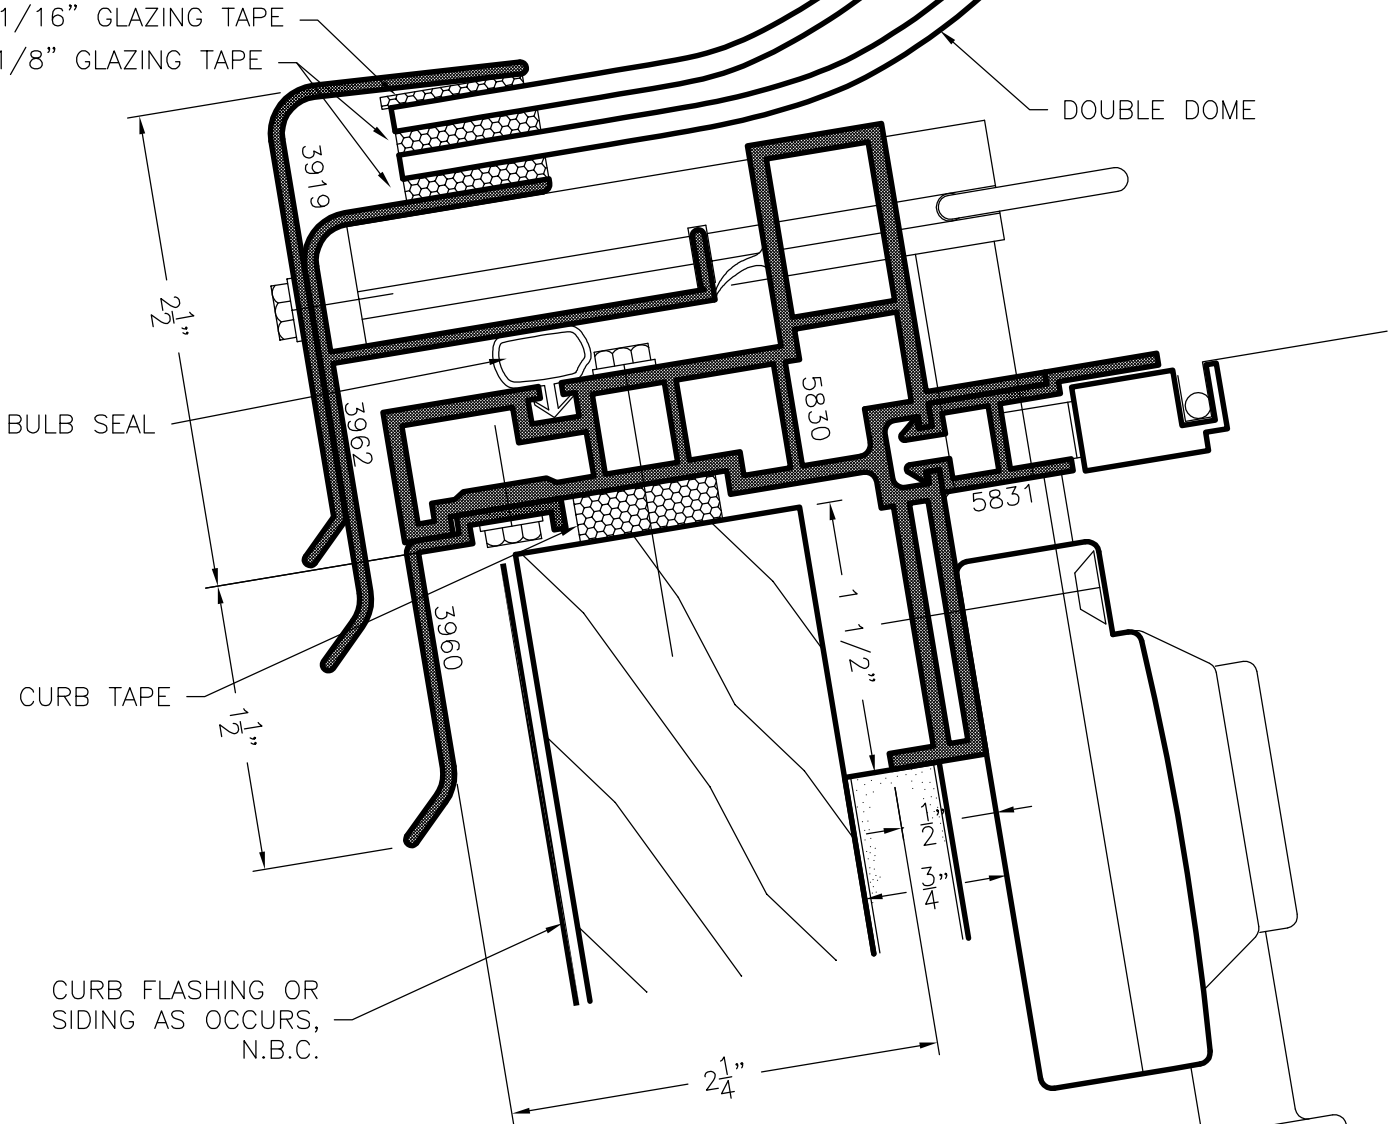 1/16" GLAZING TAPE
1/8" GLAZING TAPE
DOUBLE DOME
3919
2 1/2"
BULB SEAL
3962
5830
5831
1 1/2"
3960
CURB TAPE
1 1/2"
1/2"
3/4"
CURB FLASHING OR
SIDING AS OCCURS,
N.B.C.
2 1/4"